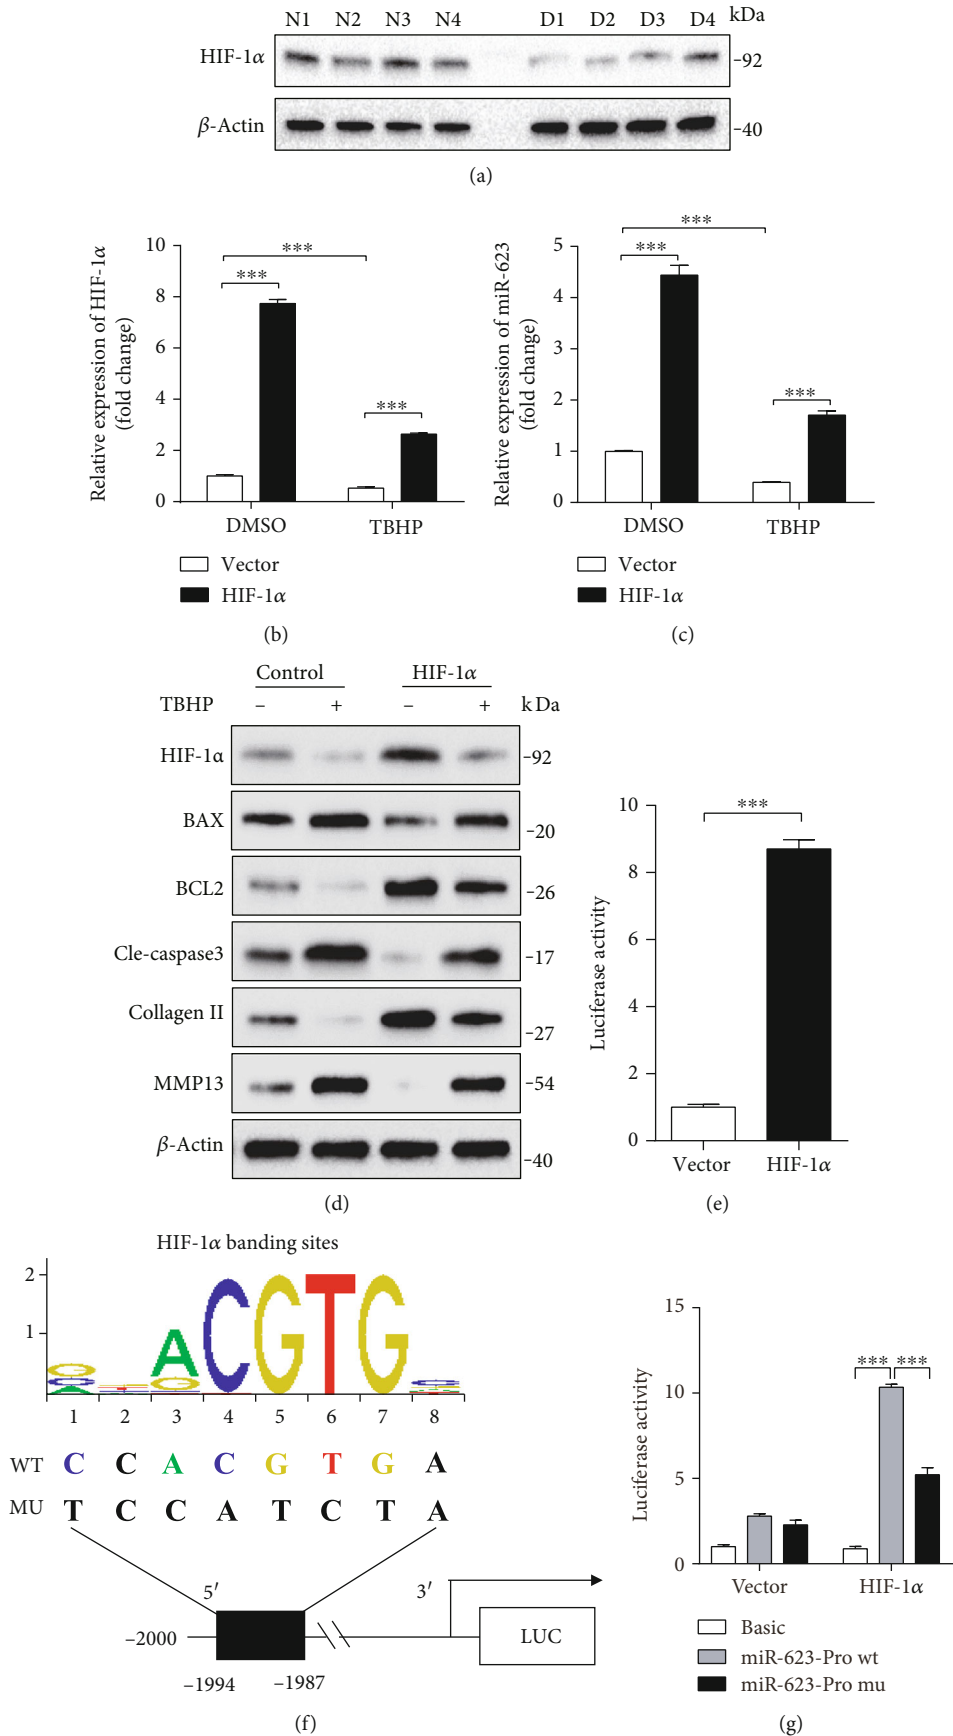 N1 N2 N3 N4 D1 D2 D3 D4 kDa
HIF-1α -92
β-Actin -40
(a)
Relative expression of HIF-1α
(fold change)
10
8
6
4
2
0
***
***
***
DMSO TBHP
Vector
HIF-1α
(b)
Relative expression of miR-623
(fold change)
5
4
3
2
1
0
***
***
***
DMSO TBHP
Vector
HIF-1α
(c)
Control HIF-1α
TBHP – + – + kDa
HIF-1α -92
BAX -20
BCL2 -26
Cle-caspase3 -17
Collagen II -27
MMP13 -54
β-Actin -40
(d)
Luciferase activity
10
8
6
4
2
0
***
Vector HIF-1α
(e)
HIF-1α banding sites
2
1
A C G T G
1 2 3 4 5 6 7 8
WT C C A C G T G A
MU T C C A T C T A
5′ 3′
–2000
LUC
–1994 –1987
(f)
Luciferase activity
15
10
5
0
*** ***
Vector HIF-1α
Basic
miR-623-Pro wt
miR-623-Pro mu
(g)